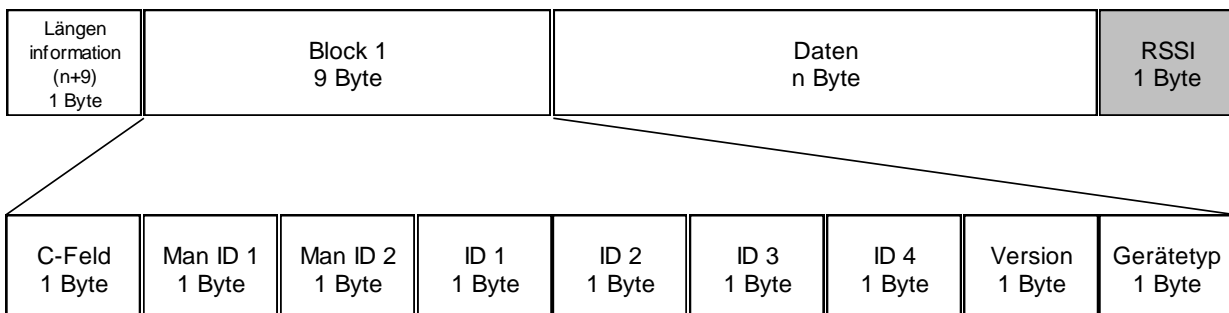 Längen
information
(n+9)
1 Byte
Block 1
9 Byte
Daten
n Byte
RSSI
1 Byte
C-Feld
1 Byte
Man ID 1
1 Byte
Man ID 2
1 Byte
ID 1
1 Byte
ID 2
1 Byte
ID 3
1 Byte
ID 4
1 Byte
Version
1 Byte
Gerätetyp
1 Byte